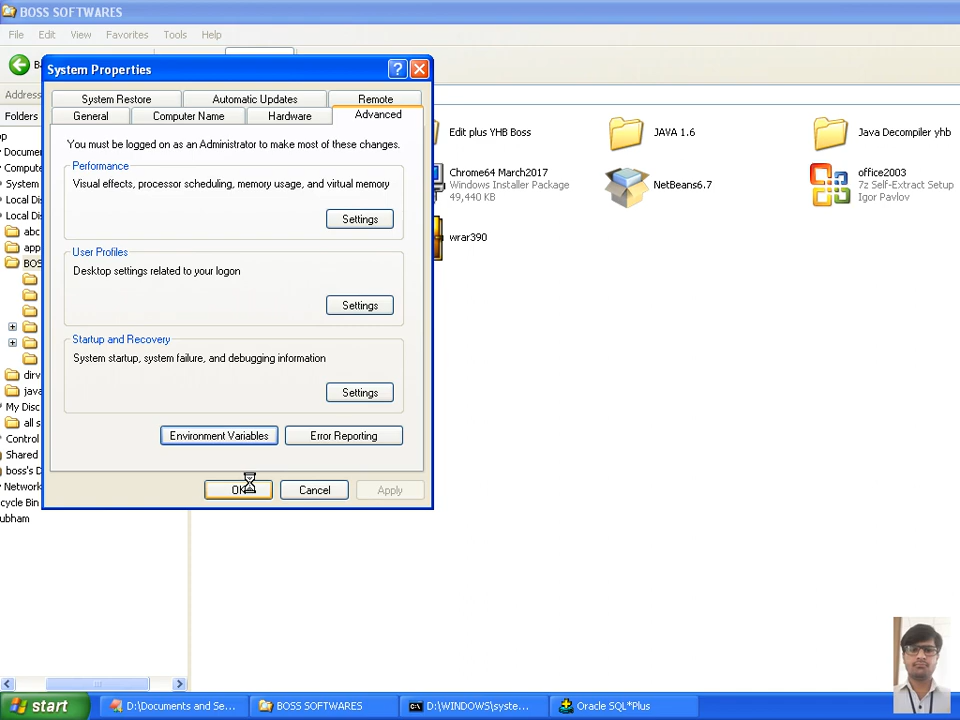 BOSS SOFTWARES
File Edit View Favorites Tools Help
System Properties
Address
Folders
System Restore Automatic Updates Remote
General Computer Name Hardware Advanced
You must be logged on as an Administrator to make most of these changes.
Performance
Visual effects, processor scheduling, memory usage, and virtual memory
Settings
User Profiles
Desktop settings related to your logon
Settings
Startup and Recovery
System startup, system failure, and debugging information
Settings
Environment Variables Error Reporting
OK Cancel Apply
Edit plus YHB Boss
JAVA 1.6
Java Decompiler yhb
Chrome64 March2017
Windows Installer Package
49,440 KB
NetBeans6.7
office2003
7z Self-Extract Setup
Igor Pavlov
wrar390
op
Documen
Compute
System
Local Di
Local Di
abc
app
BOS
dirv
java
My Disc
all s
Control
Shared
boss's D
Network
cycle Bin
ubham
start D:\Documents and Se... BOSS SOFTWARES D:\WINDOWS\syste... Oracle SQL*Plus